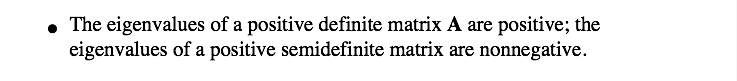 • The eigenvalues of a positive definite matrix A are positive; the
eigenvalues of a positive semidefinite matrix are nonnegative.